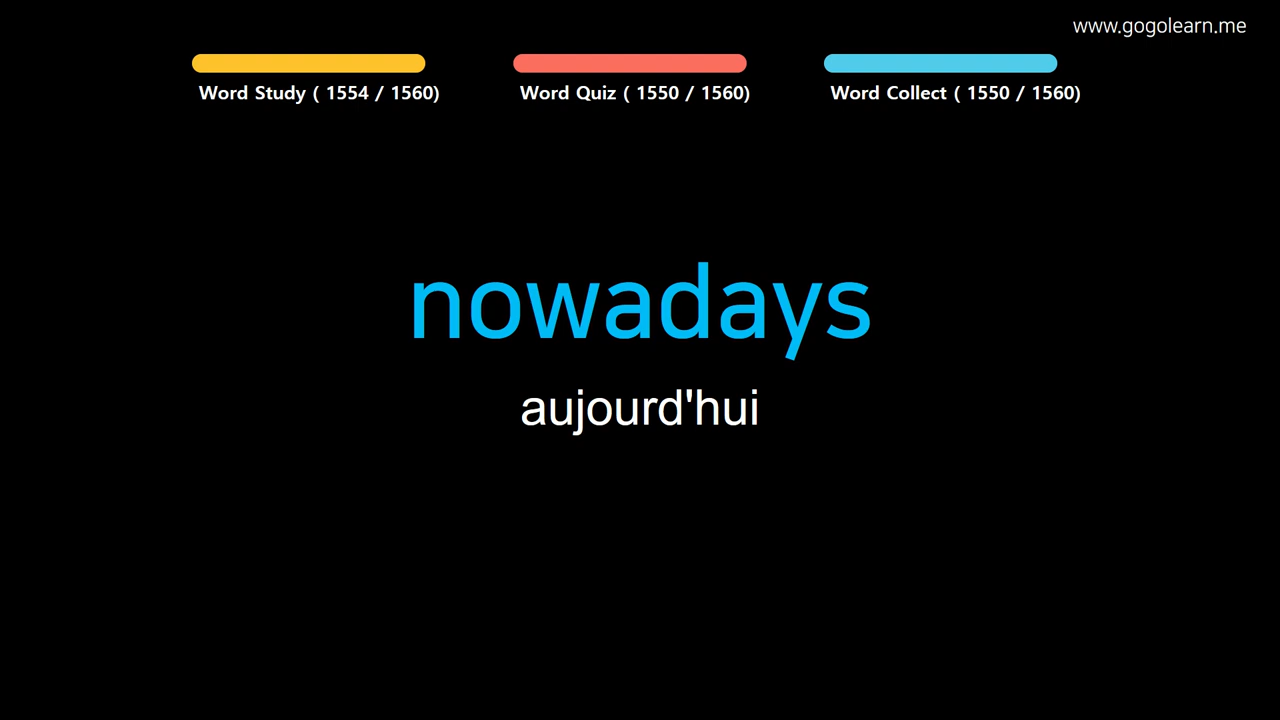 www.gogolearn.me
Word Study ( 1554 / 1560)
Word Quiz ( 1550 / 1560)
Word Collect ( 1550 / 1560)
nowadays
aujourd'hui